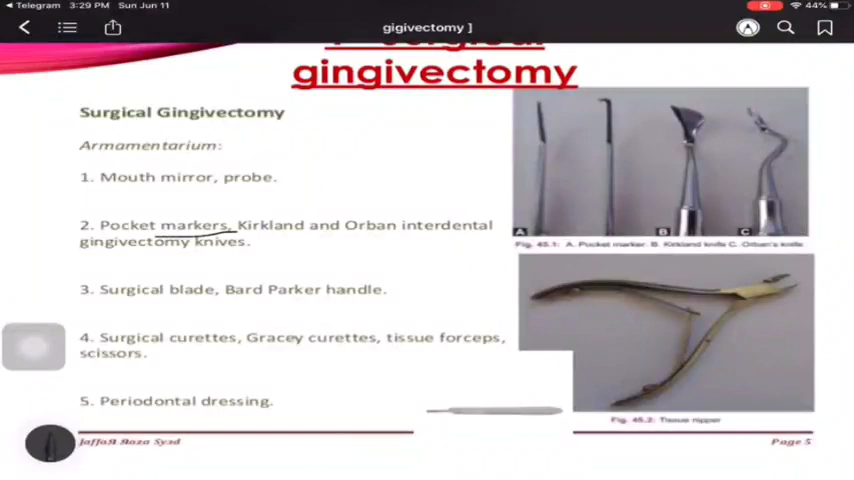 Telegram 3:29 PM Sun Jun 11
44%
gigivectomy ]
gingivectomy
Surgical Gingivectomy
Armamentarium:
1. Mouth mirror, probe.
2. Pocket markers, Kirkland and Orban interdental
gingivectomy knives.
3. Surgical blade, Bard Parker handle.
4. Surgical curettes, Gracey curettes, tissue forceps,
scissors.
5. Periodontal dressing.
A
B
C
Fig. 45.1: A. Pocket marker. B. Kirkland knife C. Orban's knife
Fig. 45.2: Tissue nipper
Page 5